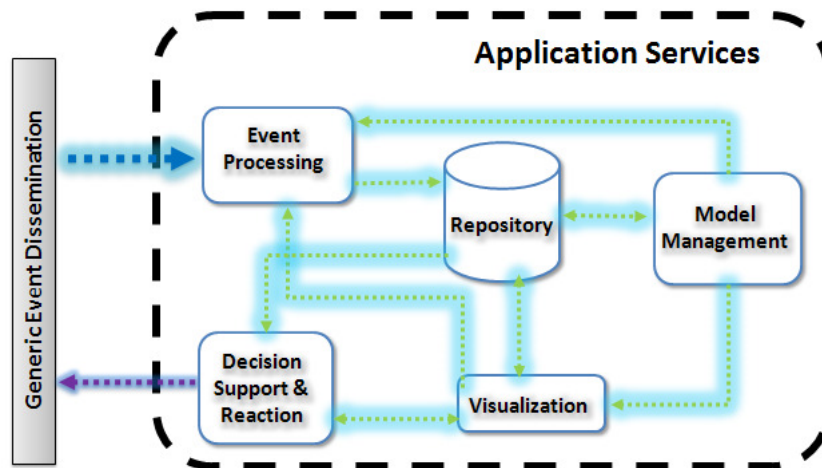 Application Services
Generic Event Dissemination
Event
Processing
Repository
Model
Management
Decision
Support &
Reaction
Visualization